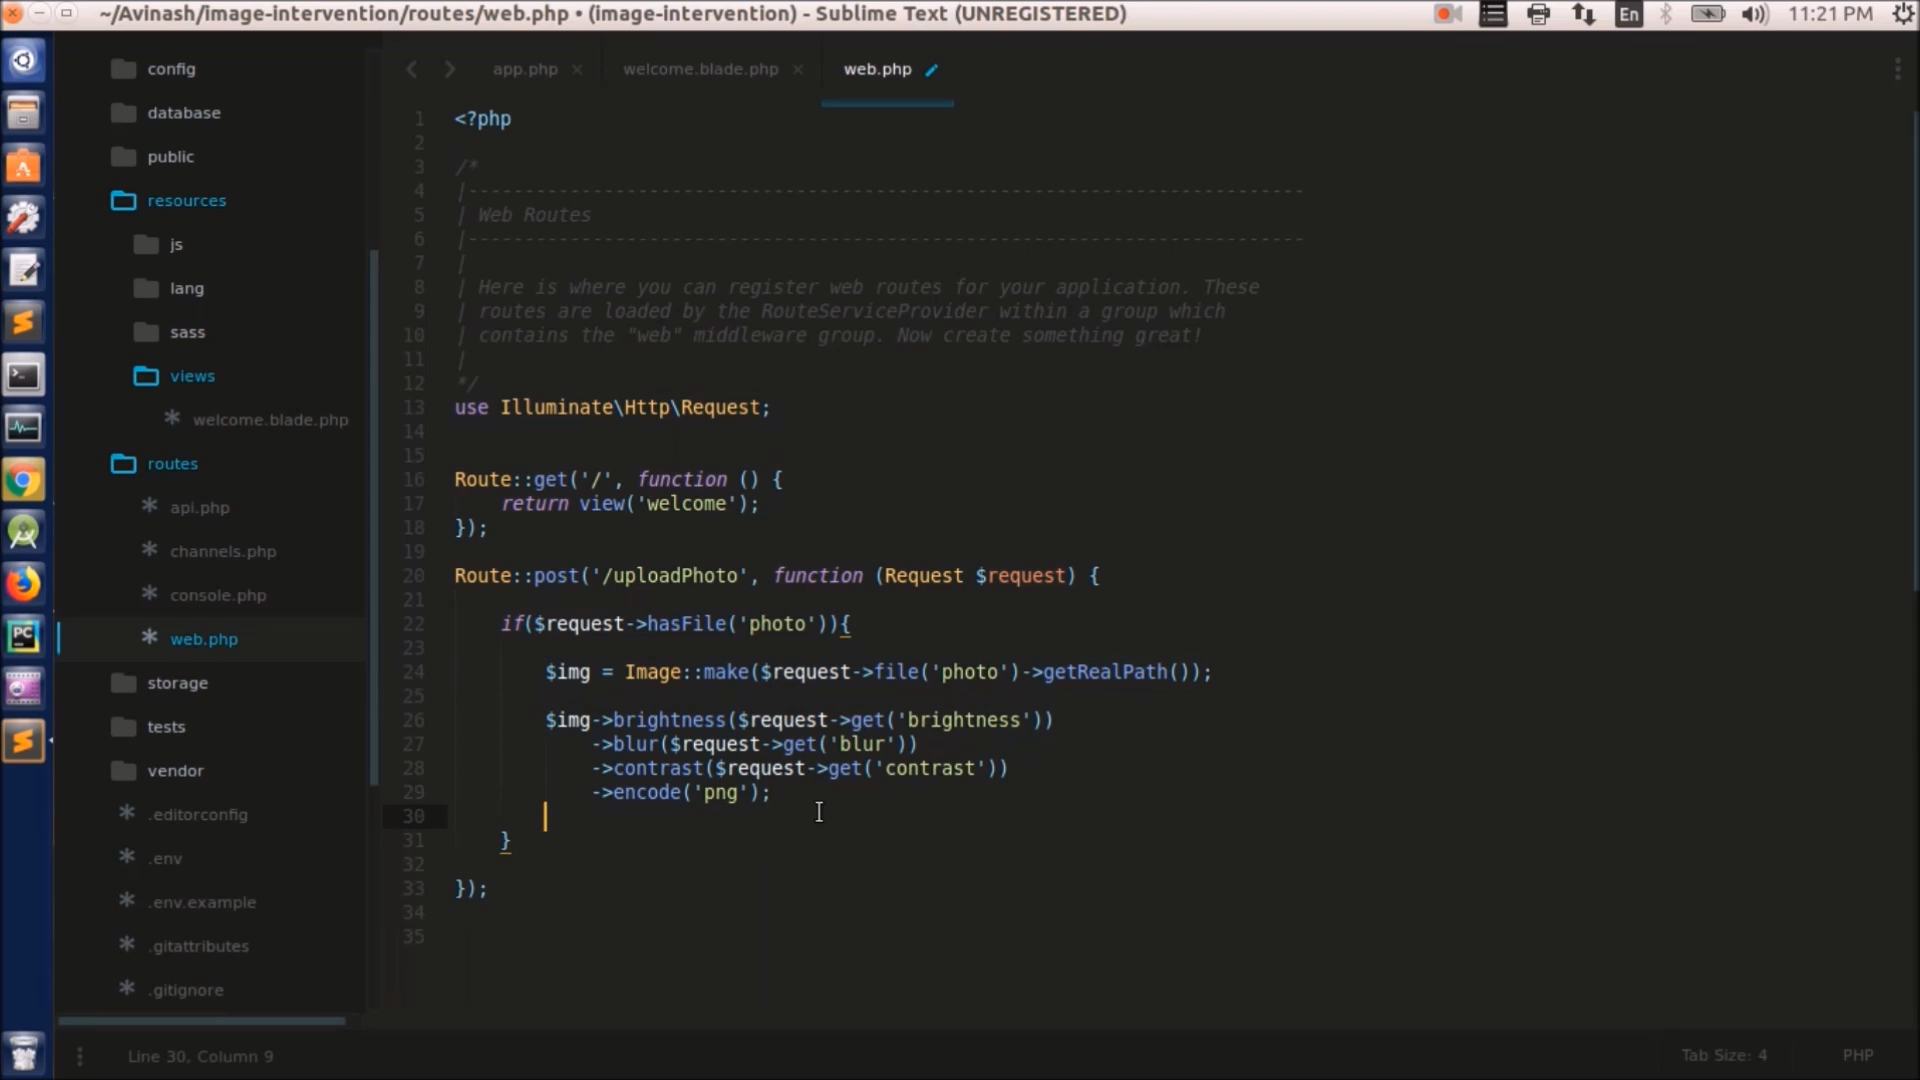 ~/Avinash/image-intervention/routes/web.php • (image-intervention) - Sublime Text (UNREGISTERED)
En
11:21 PM
config
database
public
resources
js
lang
sass
views
welcome.blade.php
routes
api.php
channels.php
console.php
web.php
storage
tests
vendor
.editorconfig
.env
.env.example
.gitattributes
.gitignore
PC
app.php
welcome.blade.php
web.php
1 <?php
2
3 /*
4 |--------------------------------------------------------------------------
5 | Web Routes
6 |--------------------------------------------------------------------------
7 |
8 | Here is where you can register web routes for your application. These
9 | routes are loaded by the RouteServiceProvider within a group which
10 | contains the "web" middleware group. Now create something great!
11 |
12 */
13 use Illuminate\Http\Request;
14
15
16 Route::get('/', function () {
17     return view('welcome');
18 });
19
20 Route::post('/uploadPhoto', function (Request $request) {
21
22     if($request->hasFile('photo')){
23
24         $img = Image::make($request->file('photo')->getRealPath());
25
26         $img->brightness($request->get('brightness'))
27             ->blur($request->get('blur'))
28             ->contrast($request->get('contrast'))
29             ->encode('png');
30
31     }
32
33 });
34
35
Line 30, Column 9
Tab Size: 4
PHP